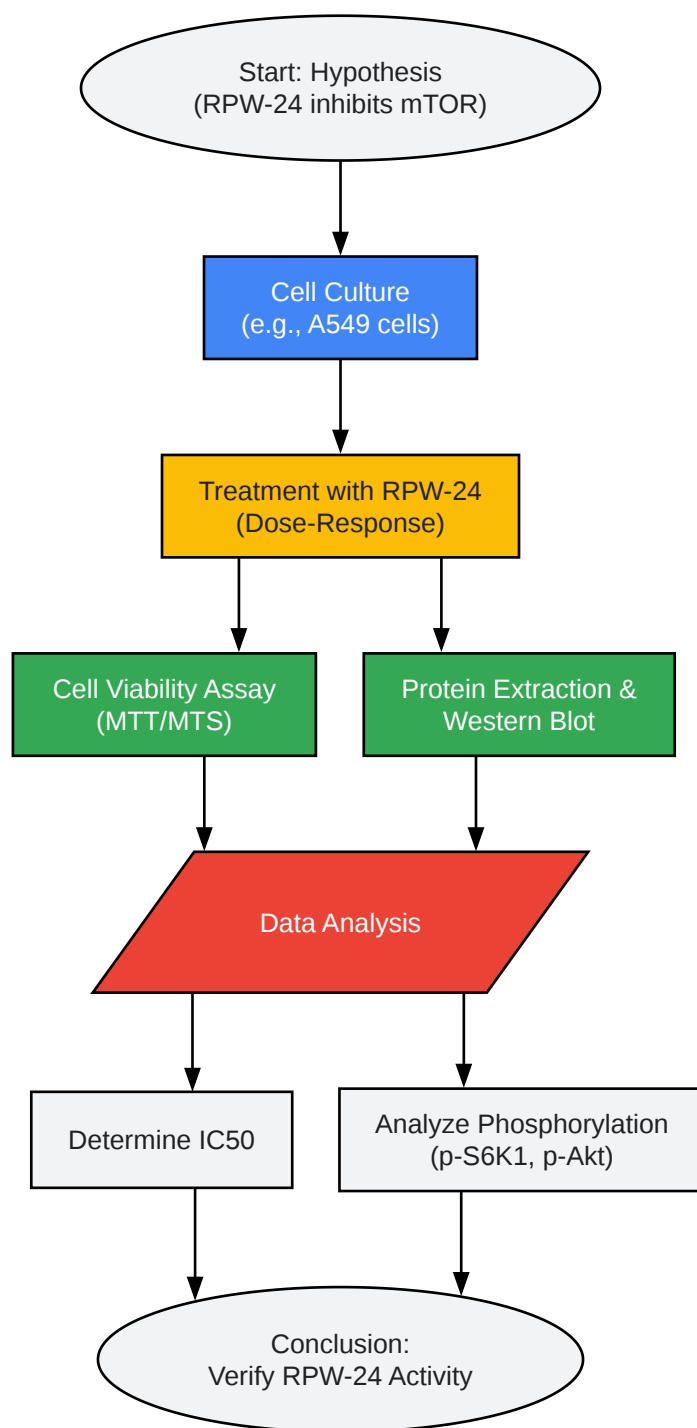 Start: Hypothesis
(RPW-24 inhibits mTOR)
Cell Culture
(e.g., A549 cells)
Treatment with RPW-24
(Dose-Response)
Cell Viability Assay
(MTT/MTS)
Protein Extraction &
Western Blot
Data Analysis
Determine IC50
Analyze Phosphorylation
(p-S6K1, p-Akt)
Conclusion:
Verify RPW-24 Activity